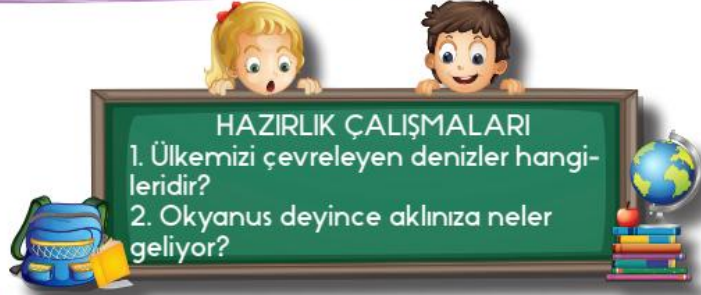 HAZIRLIK ÇALIŞMALARI
1. Ülkemizi çevreleyen denizler hangi-
leridir?
2. Okyanus deyince aklınıza neler
geliyor?